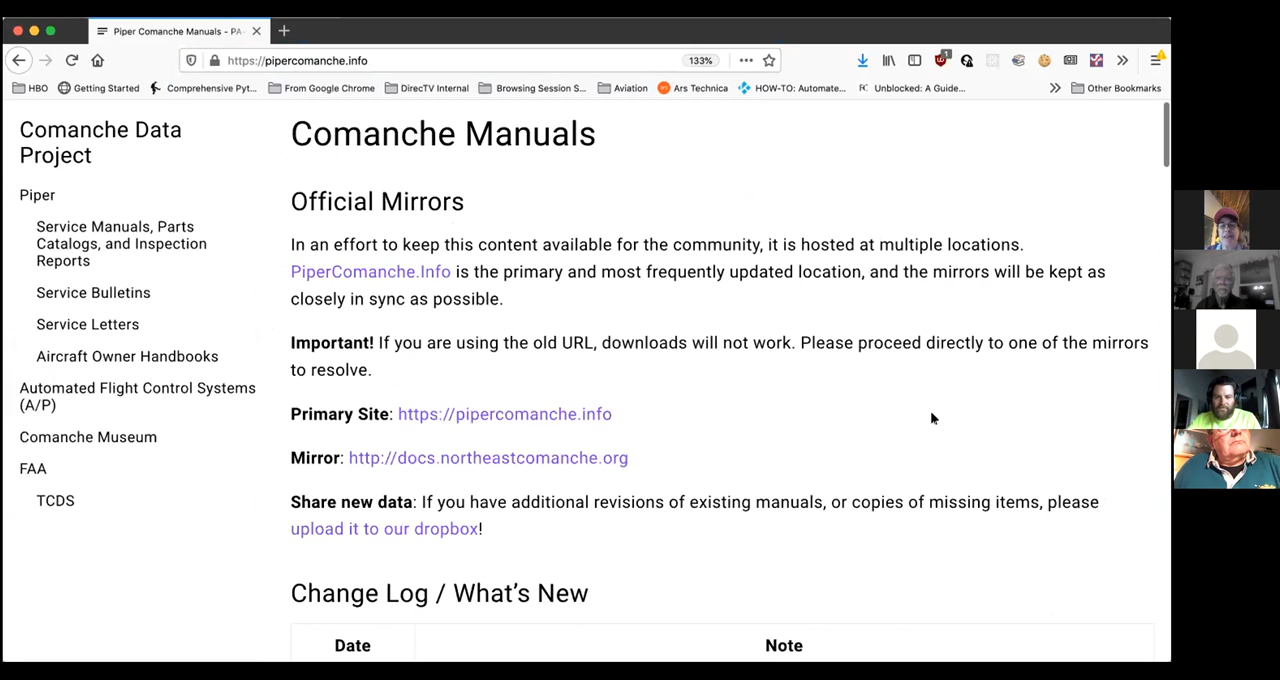 Piper Comanche Manuals - PA-
https://pipercomanche.info
133%
1
HBO
Getting Started
Comprehensive Pyt...
From Google Chrome
DirecTV Internal
Browsing Session S...
Aviation
Ars Technica
HOW-TO: Automate...
Unblocked: A Guide...
Other Bookmarks
Comanche Data
Project
Piper
Service Manuals, Parts
Catalogs, and Inspection
Reports
Service Bulletins
Service Letters
Aircraft Owner Handbooks
Automated Flight Control Systems
(A/P)
Comanche Museum
FAA
TCDS
Comanche Manuals
Official Mirrors
In an effort to keep this content available for the community, it is hosted at multiple locations.
PiperComanche.Info is the primary and most frequently updated location, and the mirrors will be kept as
closely in sync as possible.
Important! If you are using the old URL, downloads will not work. Please proceed directly to one of the mirrors
to resolve.
Primary Site: https://pipercomanche.info
Mirror: http://docs.northeastcomanche.org
Share new data: If you have additional revisions of existing manuals, or copies of missing items, please
upload it to our dropbox!
Change Log / What's New
Date
Note